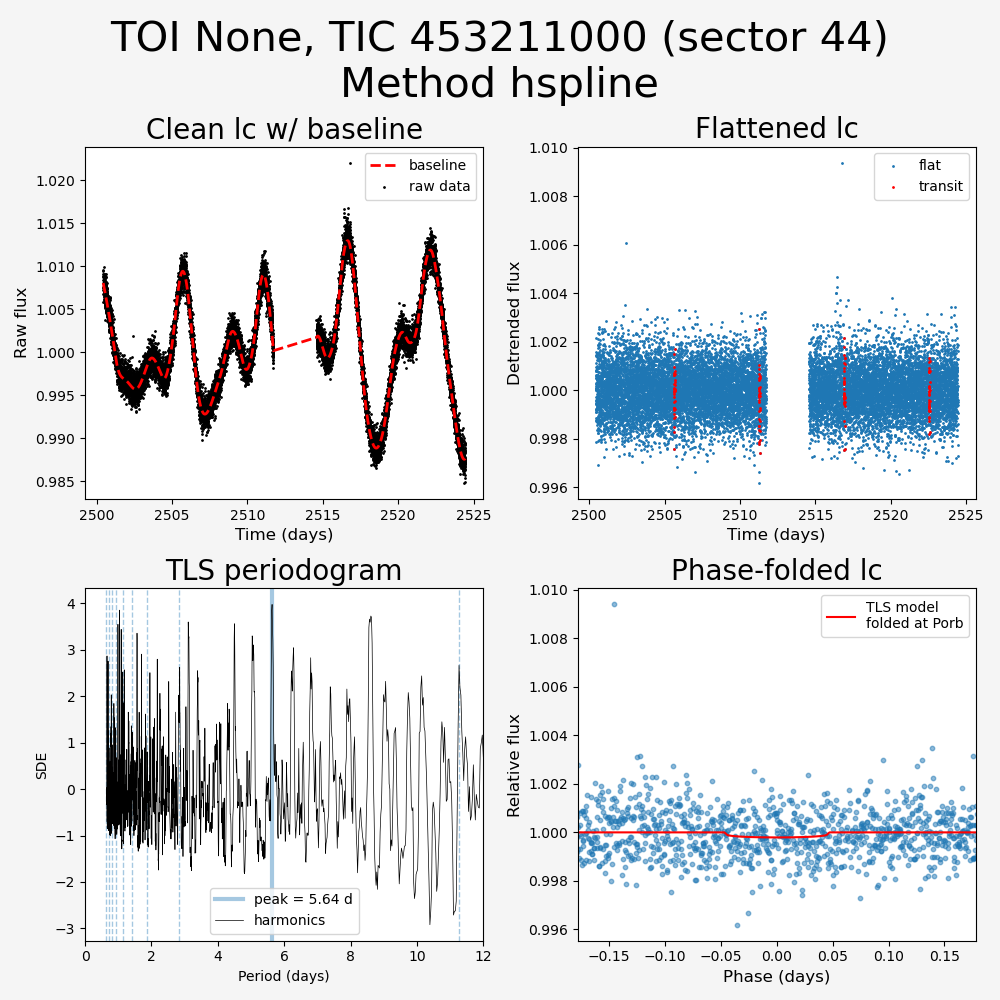 TOI None, TIC 453211000 (sector 44)
Method hspline
Clean lc w/ baseline
Flattened lc
baseline
raw data
1.020
1.015
1.010
1.005
1.000
0.995
0.990
0.985
Raw flux
2500
2505
2510
2515
2520
2525
Time (days)
flat
transit
1.010
1.008
1.006
1.004
1.002
1.000
0.998
0.996
Detrended flux
2500
2505
2510
2515
2520
2525
Time (days)
TLS periodogram
Phase-folded lc
4
3
2
1
0
−1
−2
−3
SDE
peak = 5.64 d
harmonics
0
2
4
6
8
10
12
Period (days)
TLS model
folded at Porb
1.010
1.008
1.006
1.004
1.002
1.000
0.998
0.996
Relative flux
−0.15
−0.10
−0.05
0.00
0.05
0.10
0.15
Phase (days)